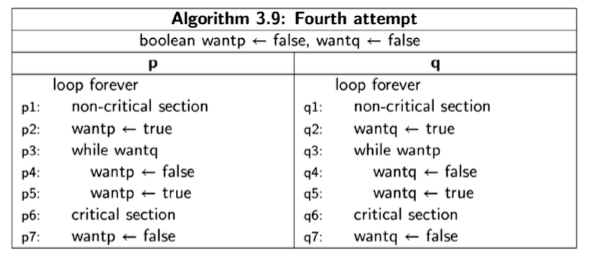 Algorithm 3.9: Fourth attempt
boolean wantp ← false, wantq ← false
p q
loop forever loop forever
p1: non-critical section q1: non-critical section
p2: wantp ← true q2: wantq ← true
p3: while wantq q3: while wantp
p4: wantp ← false q4: wantq ← false
p5: wantp ← true q5: wantq ← true
p6: critical section q6: critical section
p7: wantp ← false q7: wantq ← false